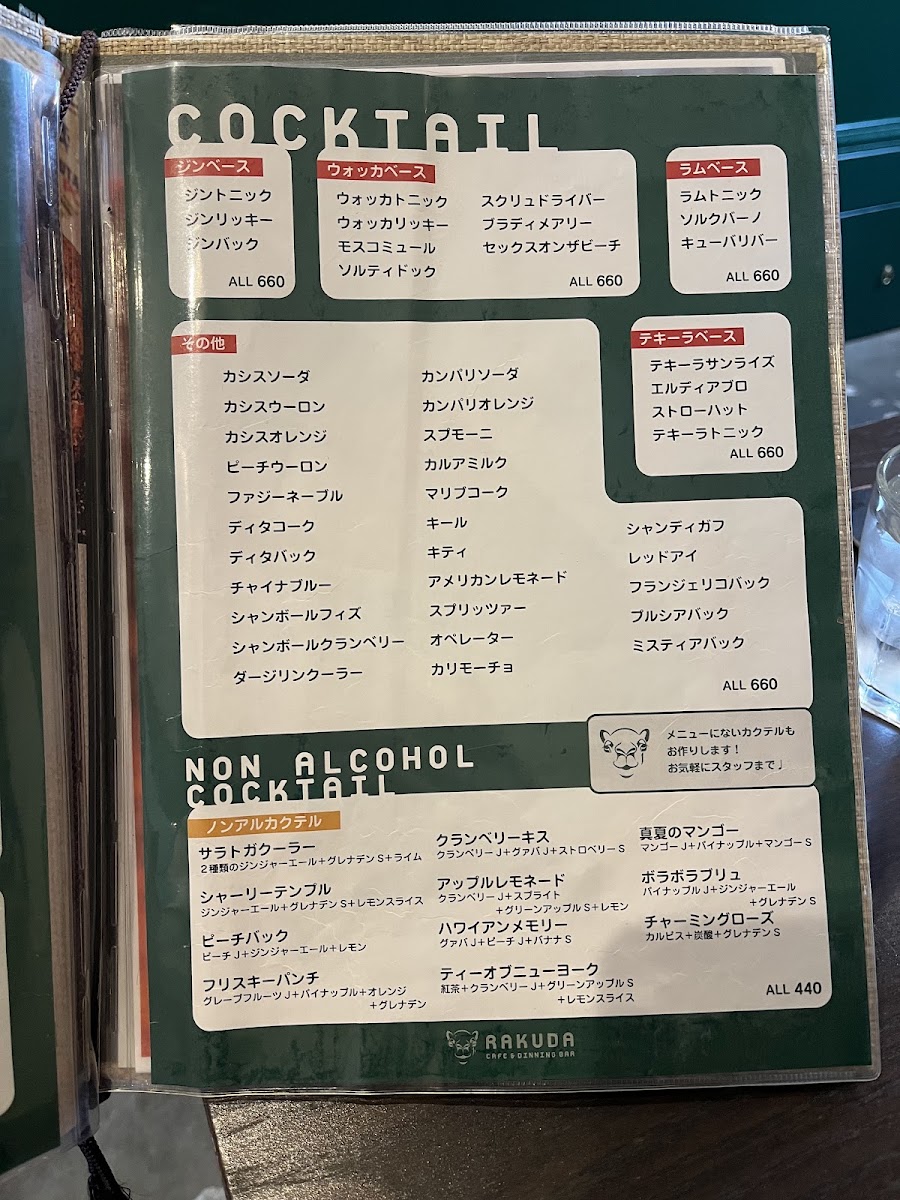 COCKTAIL
ジンベース
ジントニック
ジンリッキー
ジンバック
ALL 660
ウォッカベース
ウォッカトニック
ウォッカリッキー
モスコミュール
ソルティドック
スクリュドライバー
ブラディメアリー
セックスオンザビーチ
ALL 660
ラムベース
ラムトニック
ソルクバーノ
キューバリバー
ALL 660
テキーラベース
テキーラサンライズ
エルディアブロ
ストローハット
テキーラトニック
ALL 660
その他
カシスソーダ
カシスウーロン
カシスオレンジ
ピーチウーロン
ファジーネーブル
ディタコーク
ディタバック
チャイナブルー
シャンボールフィズ
シャンボールクランベリー
ダージリンクーラー
カンパリソーダ
カンパリオレンジ
スプモーニ
カルアミルク
マリブコーク
キール
キティ
アメリカンレモネード
スプリッツァー
オペレーター
カリモーチョ
シャンディガフ
レッドアイ
フランジェリコバック
プルシアバック
ミスティアバック
ALL 660
メニューにないカクテルも
お作りします！
お気軽にスタッフまで♩
NON ALCOHOL
COCKTAIL
ノンアルカクテル
サラトガクーラー
２種類のジンジャーエール＋グレナデンS＋ライム
シャーリーテンプル
ジンジャーエール＋グレナデンS＋レモンスライス
ピーチバック
ピーチJ＋ジンジャーエール＋レモン
フリスキーパンチ
グレープフルーツJ＋パイナップル＋オレンジ
＋グレナデン
クランベリーキス
クランベリーJ＋グァバJ＋ストロベリーS
アップルレモネード
クランベリーJ＋スプライト
＋グリーンアップルS＋レモン
ハワイアンメモリー
グァバJ＋ピーチJ＋バナナS
ティーオブニューヨーク
紅茶＋クランベリーJ＋グリーンアップルS
＋レモンスライス
真夏のマンゴー
マンゴーJ＋パイナップル＋マンゴーS
ボラボラブリュ
パイナップルJ＋ジンジャーエール
＋グレナデンS
チャーミングローズ
カルピス＋炭酸＋グレナデンS
ALL 440
RAKUDA
CAFE & DINNING BAR